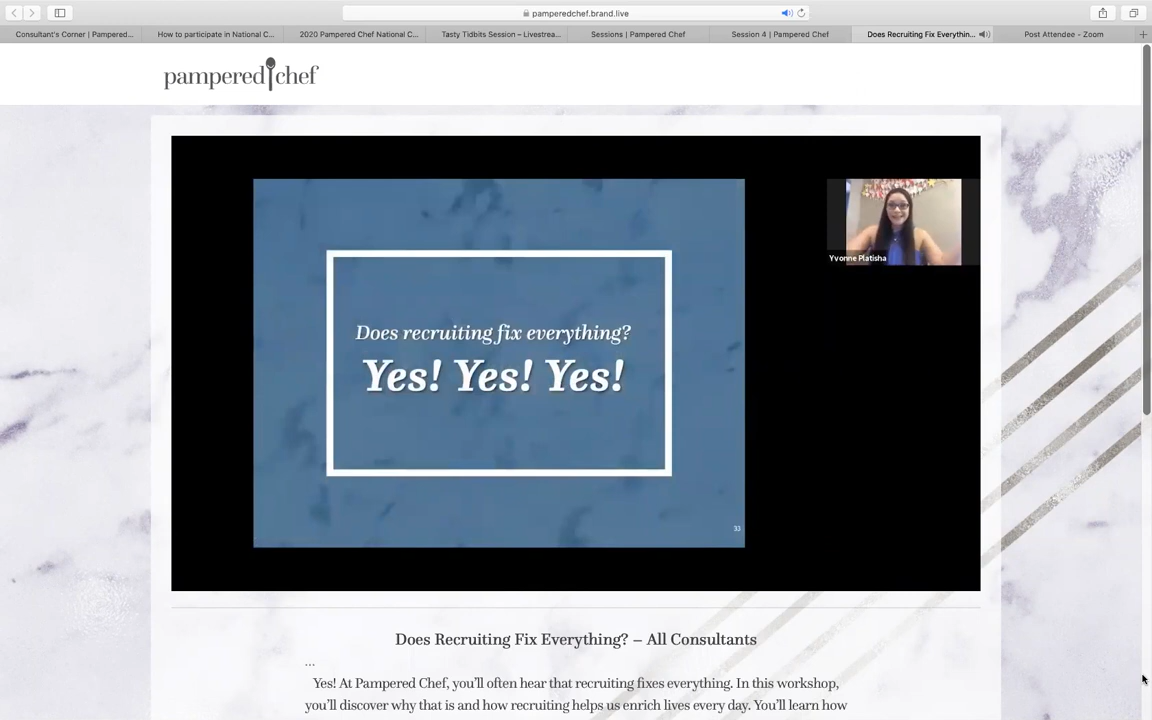 pamperedchef.brand.live
Consultant's Corner | Pampered...
How to participate in National C...
2020 Pampered Chef National C...
Tasty Tidbits Session – Livestrea...
Sessions | Pampered Chef
Session 4 | Pampered Chef
Does Recruiting Fix Everythin...
Post Attendee - Zoom
pampered chef
Does recruiting fix everything?
Yes! Yes! Yes!
33
Yvonne Platisha
Does Recruiting Fix Everything? – All Consultants
...
Yes! At Pampered Chef, you'll often hear that recruiting fixes everything. In this workshop,
you'll discover why that is and how recruiting helps us enrich lives every day. You'll learn how